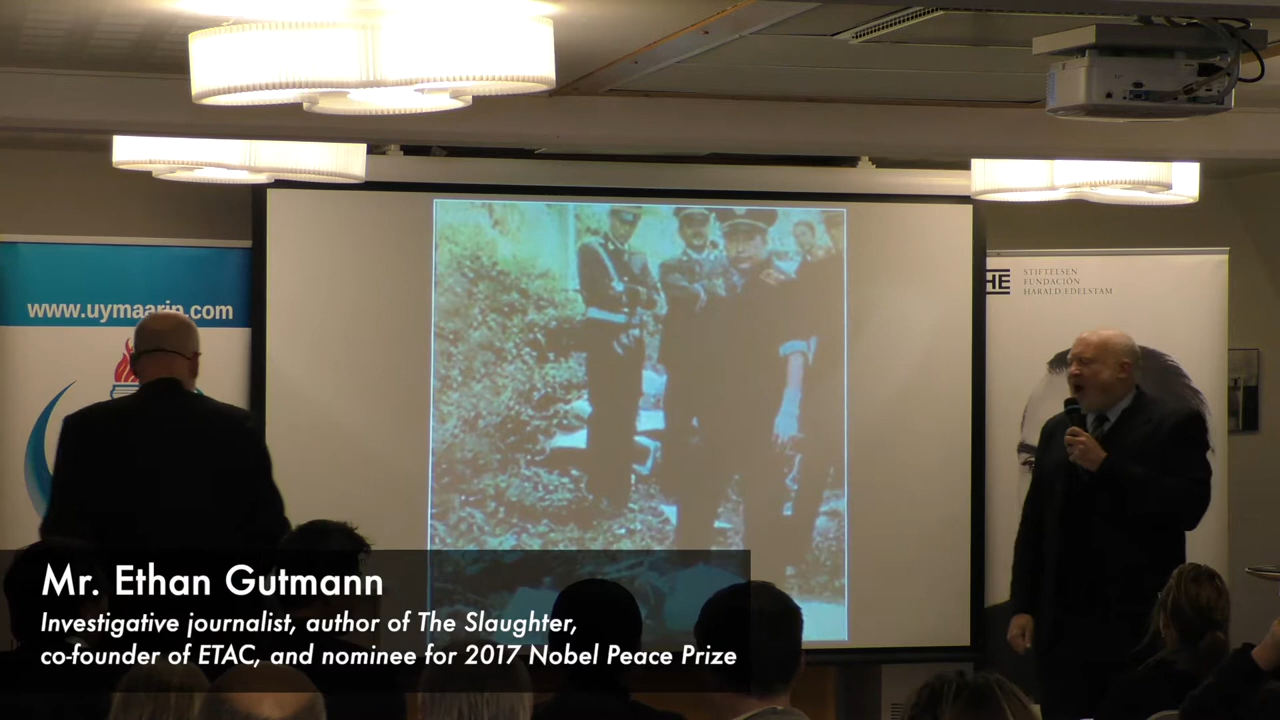 www.uymaarip.com
HE
STIFTELSEN
FUNDACIÓN
HARALD EDELSTAM
Mr. Ethan Gutmann
Investigative journalist, author of The Slaughter,
co-founder of ETAC, and nominee for 2017 Nobel Peace Prize